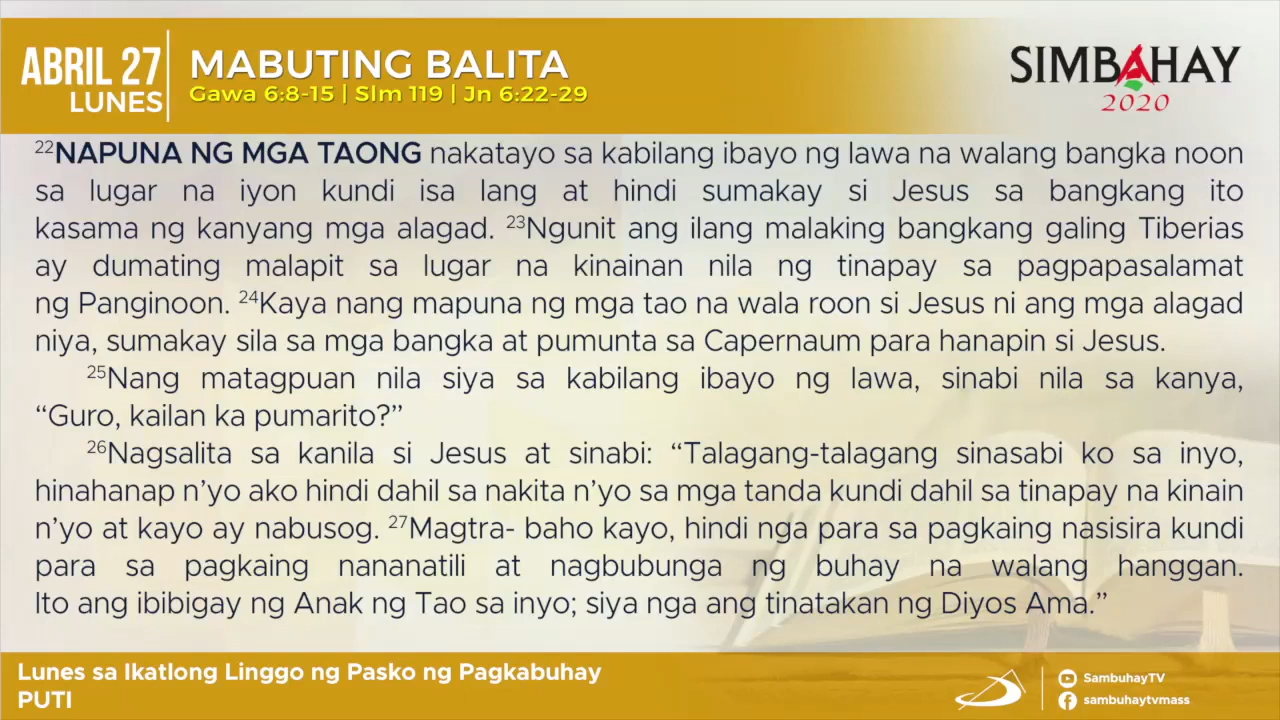 ABRIL 27
LUNES
MABUTING BALITA
Gawa 6:8-15 | Slm 119 | Jn 6:22-29
SIMBAHAY
2020
22NAPUNA NG MGA TAONG nakatayo sa kabilang ibayo ng lawa na walang bangka noon
sa lugar na iyon kundi isa lang at hindi sumakay si Jesus sa bangkang ito
kasama ng kanyang mga alagad. 23Ngunit ang ilang malaking bangkang galing Tiberias
ay dumating malapit sa lugar na kinainan nila ng tinapay sa pagpapasalamat
ng Panginoon. 24Kaya nang mapuna ng mga tao na wala roon si Jesus ni ang mga alagad
niya, sumakay sila sa mga bangka at pumunta sa Capernaum para hanapin si Jesus.
25Nang matagpuan nila siya sa kabilang ibayo ng lawa, sinabi nila sa kanya,
“Guro, kailan ka pumarito?”
26Nagsalita sa kanila si Jesus at sinabi: “Talagang-talagang sinasabi ko sa inyo,
hinahanap n’yo ako hindi dahil sa nakita n’yo sa mga tanda kundi dahil sa tinapay na kinain
n’yo at kayo ay nabusog. 27Magtra- baho kayo, hindi nga para sa pagkaing nasisira kundi
para sa pagkaing nananatili at nagbubunga ng buhay na walang hanggan.
Ito ang ibibigay ng Anak ng Tao sa inyo; siya nga ang tinatakan ng Diyos Ama.”
Lunes sa Ikatlong Linggo ng Pasko ng Pagkabuhay
PUTI
SambuhayTV
sambuhaytvmass